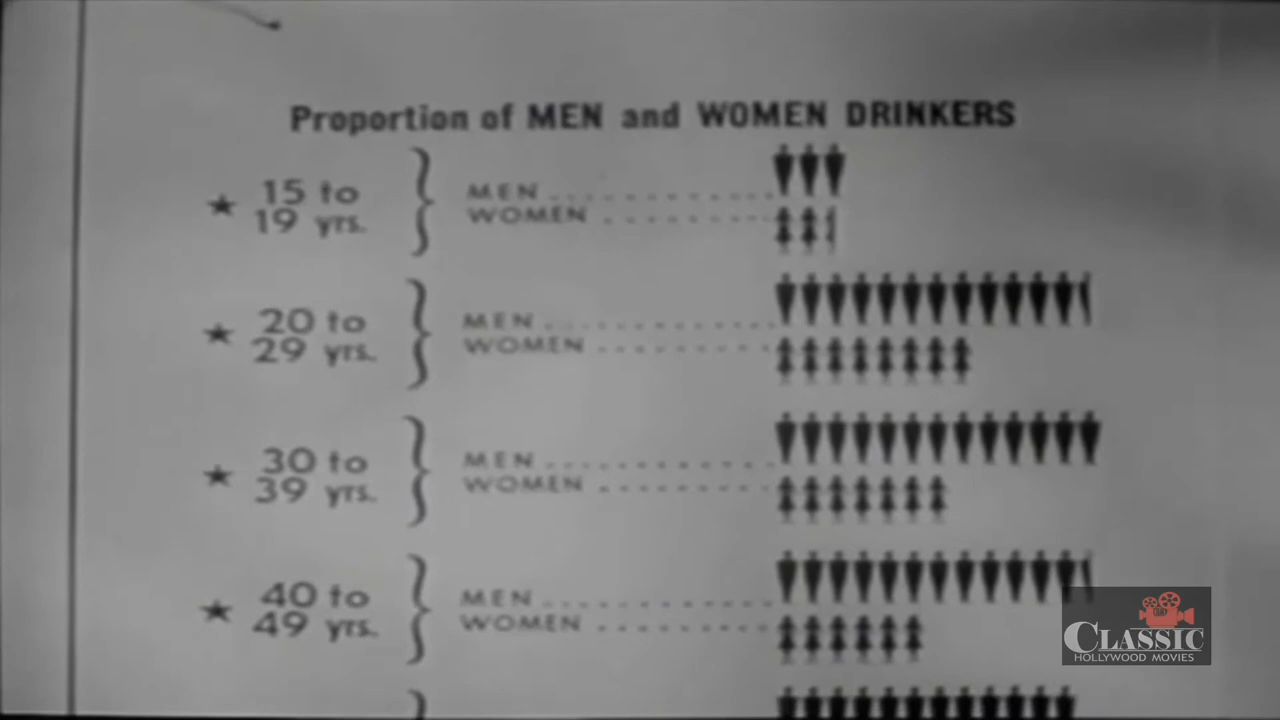 Proportion of MEN and WOMEN DRINKERS
★ 15 to
19 yrs.
MEN
WOMEN
★ 20 to
29 yrs.
MEN
WOMEN
★ 30 to
39 yrs.
MEN
WOMEN
★ 40 to
49 yrs.
MEN
WOMEN
CLASSIC
HOLLYWOOD MOVIES